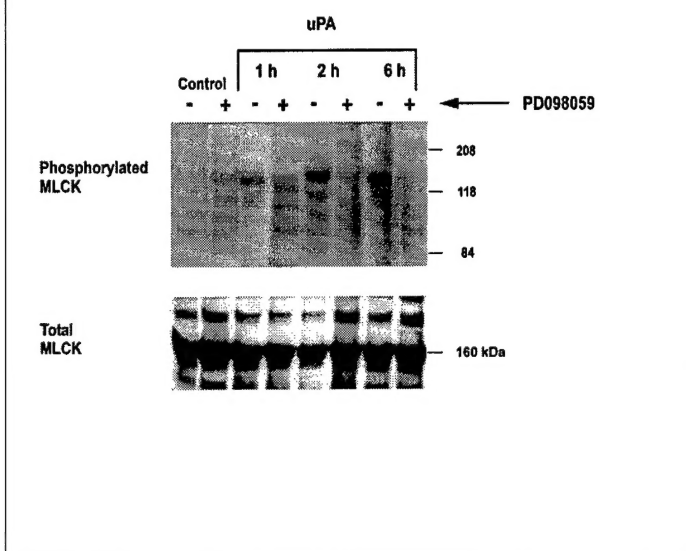 uPA
Control 1 h 2 h 6 h
- + - + - + - + PD098059
Phosphorylated
MLCK
208
118
84
Total
MLCK
160 kDa